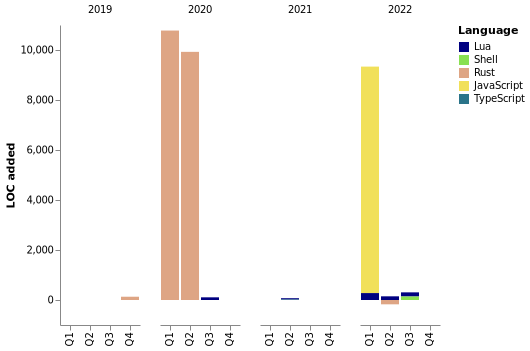 2019 2020 2021 2022
Language
Lua
Shell
Rust
JavaScript
TypeScript
LOC added
10,000
8,000
6,000
4,000
2,000
0
Q1 Q2 Q3 Q4 Q1 Q2 Q3 Q4 Q1 Q2 Q3 Q4 Q1 Q2 Q3 Q4